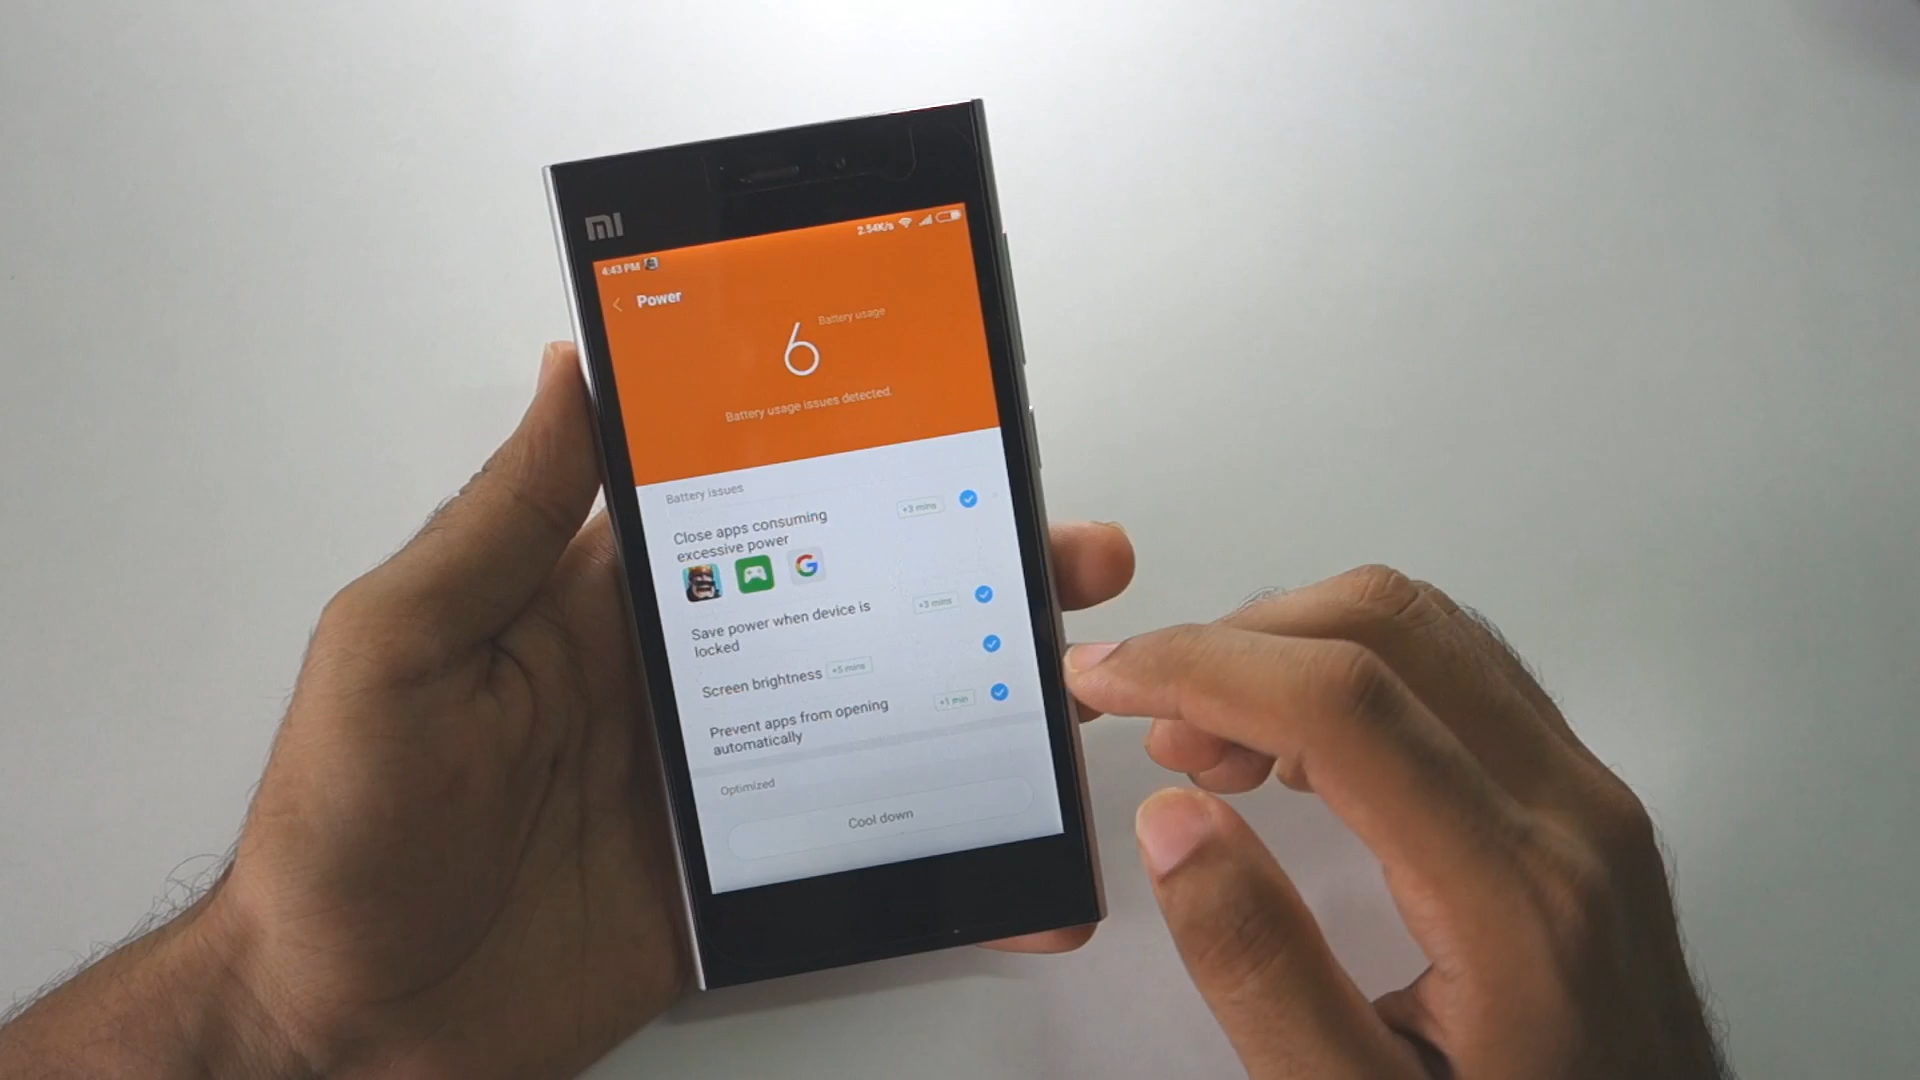 MI
4:43 PM 2.54K/s
Power
6 Battery usage
Battery usage issues detected.
Battery issues
Close apps consuming
excessive power
+3 mins
Save power when device is
locked
+3 mins
Screen brightness +5 mins
Prevent apps from opening
automatically
+1 min
Optimized
Cool down